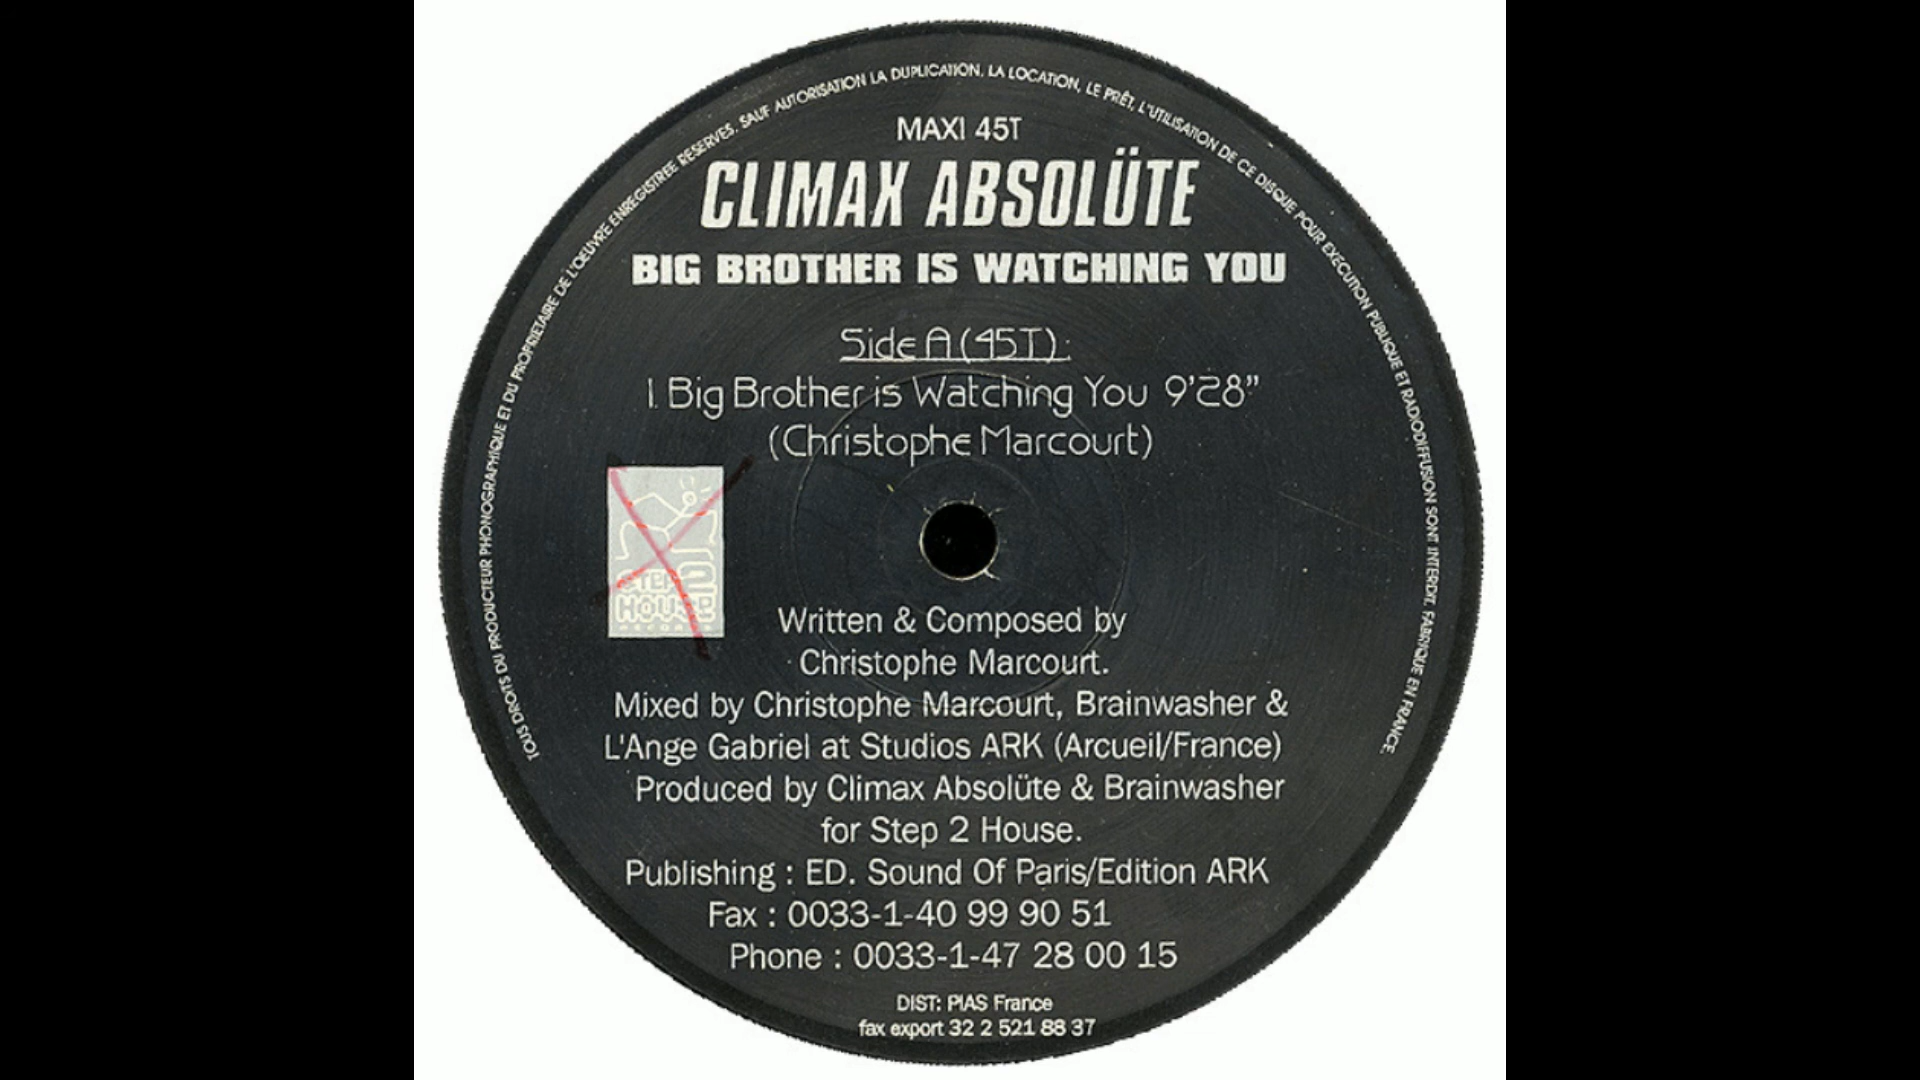 TOUS DROITS DU PRODUCTEUR PHONOGRAPHIQUE ET DU PROPRIETAIRE DE L'OEUVRE ENREGISTREE RESERVES. SAUF AUTORISATION LA DUPLICATION, LA LOCATION, LE PRÊT, L'UTILISATION DE CE DISQUE POUR EXECUTION PUBLIQUE ET RADIODIFFUSION SONT INTERDIT. FABRIQUE EN FRANCE.
MAXI 45T
CLIMAX ABSOLÜTE
BIG BROTHER IS WATCHING YOU
Side A (45T) :
1. Big Brother is Watching You 9'28"
(Christophe Marcourt)
STEP 2
HOUSE
RECORDS
Written & Composed by
Christophe Marcourt.
Mixed by Christophe Marcourt, Brainwasher &
L'Ange Gabriel at Studios ARK (Arcueil/France)
Produced by Climax Absolüte & Brainwasher
for Step 2 House.
Publishing : ED. Sound Of Paris/Edition ARK
Fax : 0033-1-40 99 90 51
Phone : 0033-1-47 28 00 15
DIST: PIAS France
fax export 32 2 521 88 37